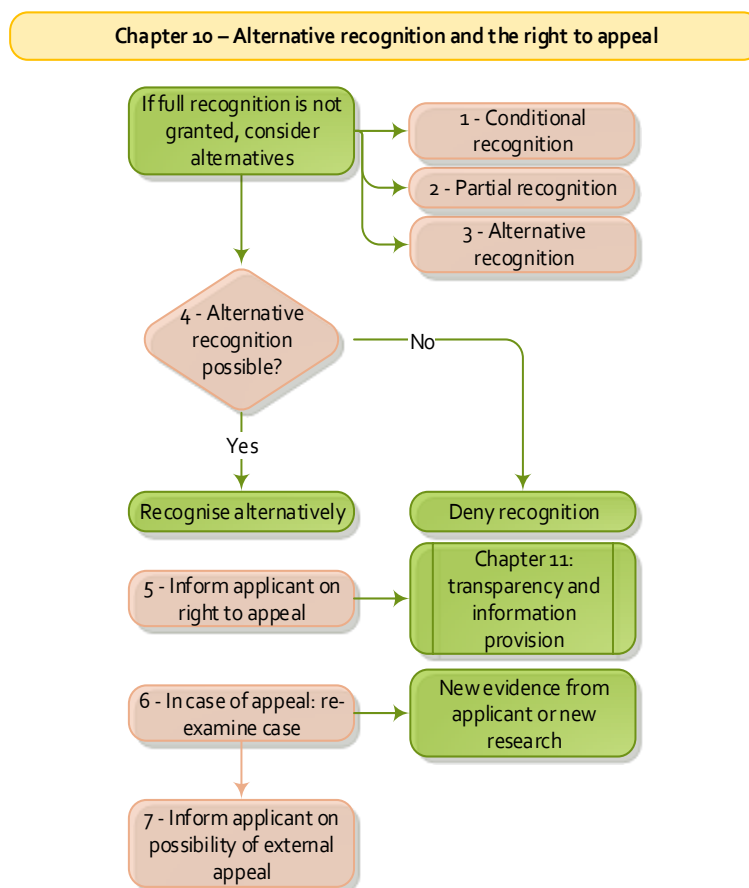 Chapter 10 – Alternative recognition and the right to appeal
If full recognition is not
granted, consider
alternatives
1 - Conditional
recognition
2 - Partial recognition
3 - Alternative
recognition
4 - Alternative
recognition
possible?
No
Yes
Recognise alternatively
Deny recognition
5 - Inform applicant on
right to appeal
Chapter 11:
transparency and
information
provision
6 - In case of appeal: re-
examine case
New evidence from
applicant or new
research
7 - Inform applicant on
possibility of external
appeal